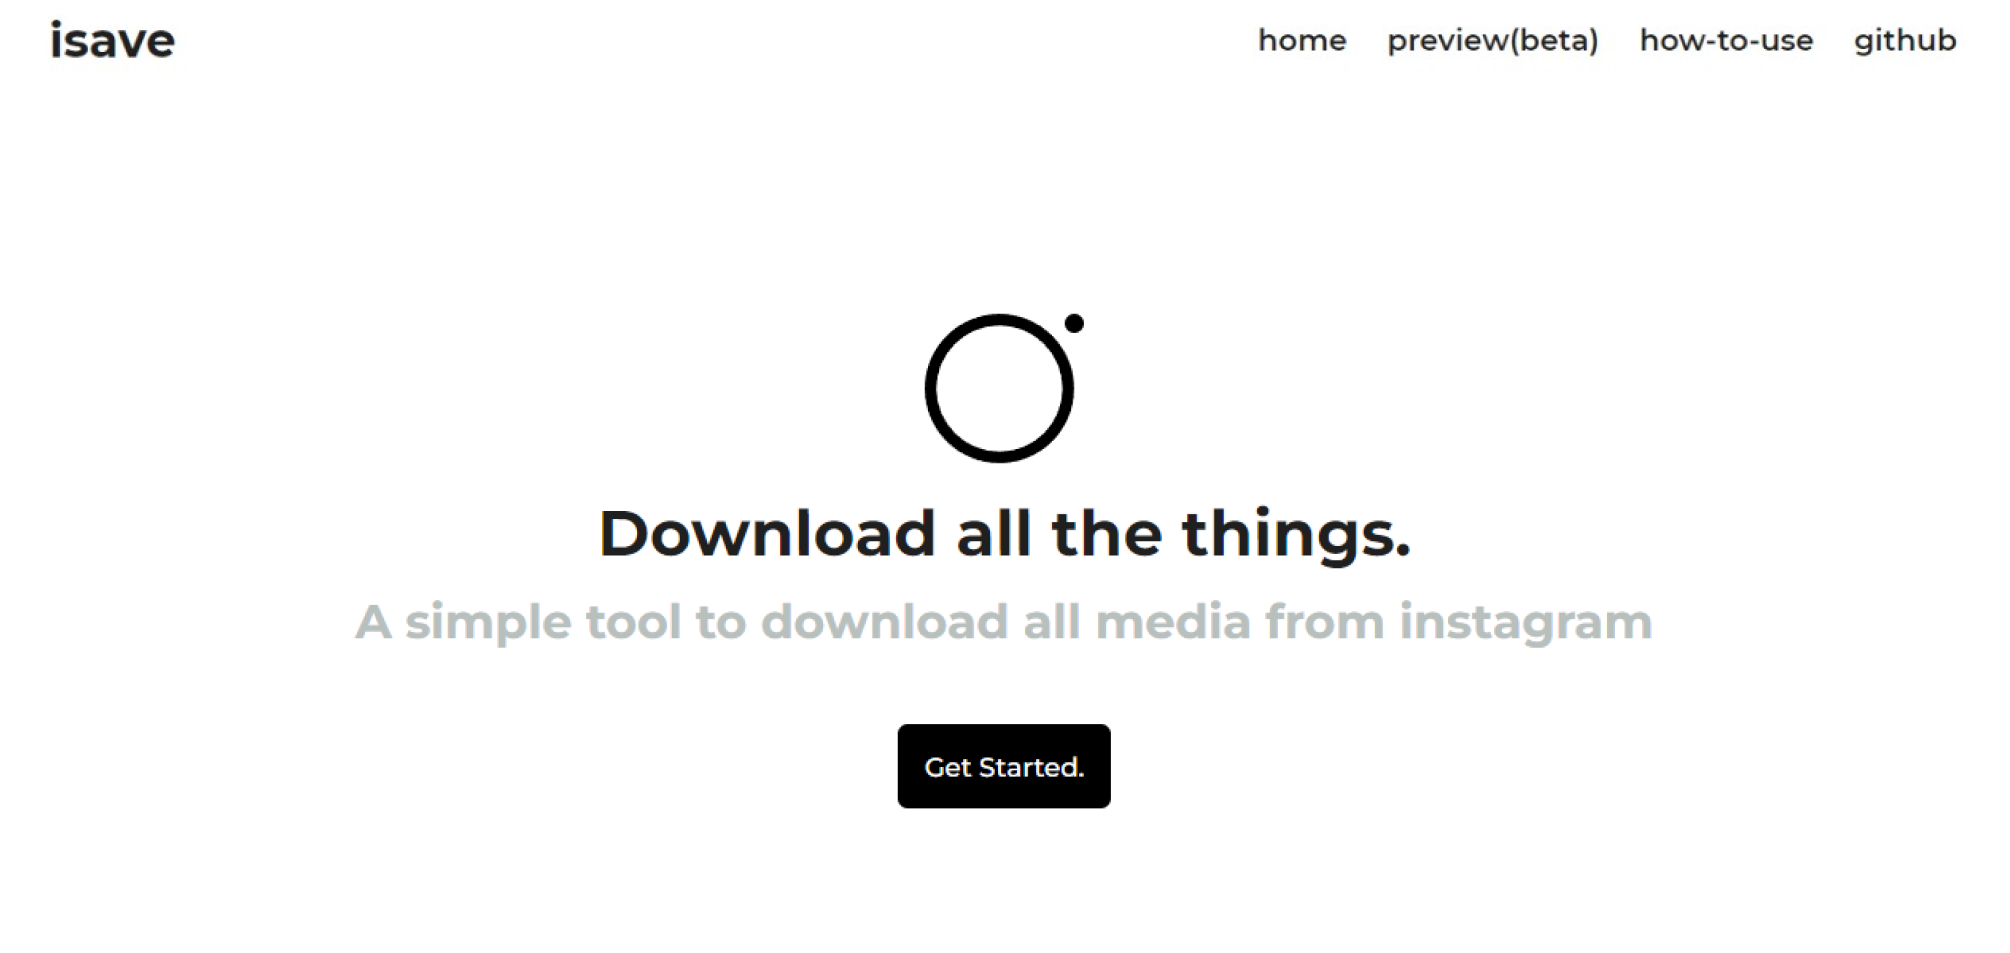 isave
home preview(beta) how-to-use github
Download all the things.
A simple tool to download all media from instagram
Get Started.